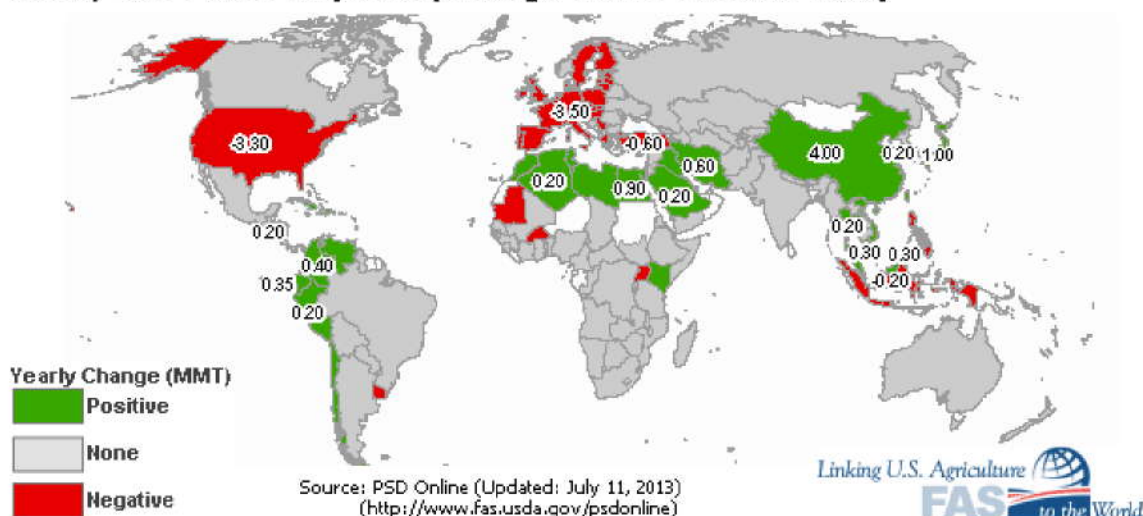 -3.50
-3.30
-0.60
4.00
0.20
1.00
0.60
0.20
0.90
0.20
0.20
0.20
0.30
0.30
-0.20
0.40
0.35
0.20
Yearly Change (MMT)
Positive
None
Negative
Source: PSD Online (Updated: July 11, 2013)
(http://www.fas.usda.gov/psdonline)
Linking U.S. Agriculture
FAS
to the World